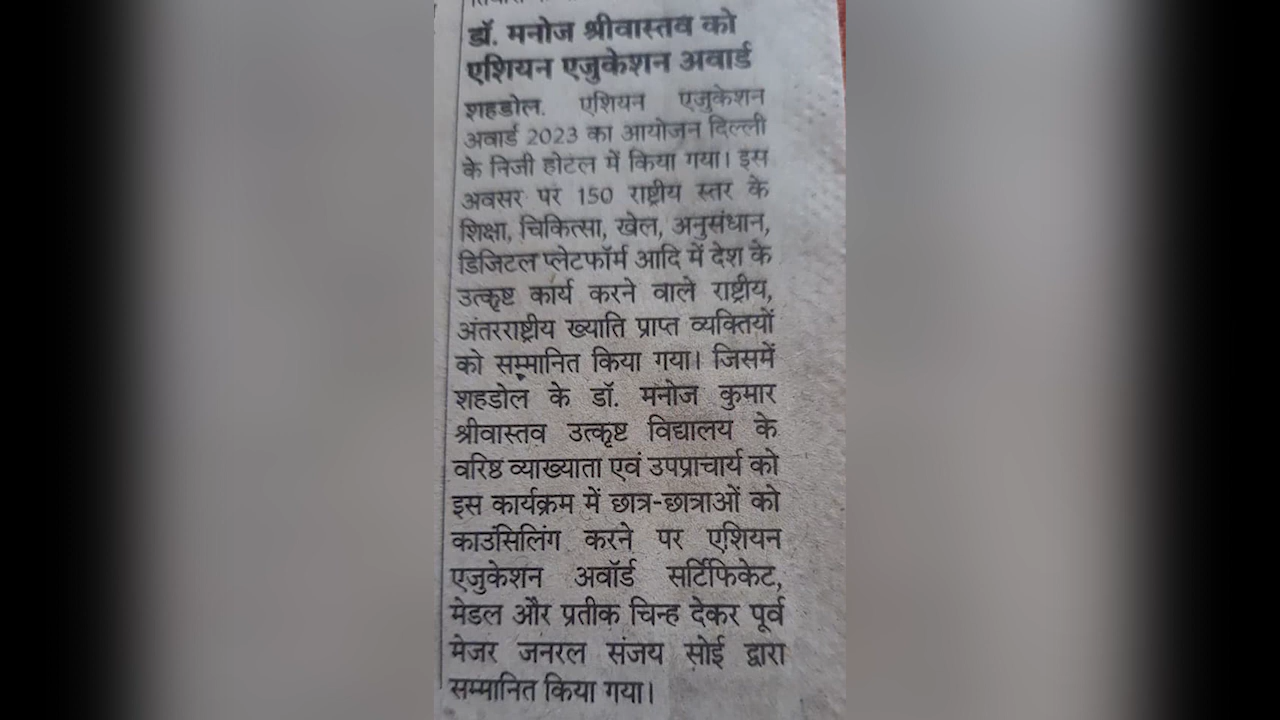 डॉ. मनोज श्रीवास्तव को
एशियन एजुकेशन अवार्ड
शहडोल. एशियन एजुकेशन
अवार्ड 2023 का आयोजन दिल्ली
के निजी होटल में किया गया। इस
अवसर पर 150 राष्ट्रीय स्तर के
शिक्षा, चिकित्सा, खेल, अनुसंधान,
डिजिटल प्लेटफॉर्म आदि में देश के
उत्कृष्ट कार्य करने वाले राष्ट्रीय,
अंतरराष्ट्रीय ख्याति प्राप्त व्यक्तियों
को सम्मानित किया गया। जिसमें
शहडोल के डॉ. मनोज कुमार
श्रीवास्तव उत्कृष्ट विद्यालय के
वरिष्ठ व्याख्याता एवं उपप्राचार्य को
इस कार्यक्रम में छात्र-छात्राओं को
काउंसिलिंग करने पर एशियन
एजुकेशन अवॉर्ड सर्टिफिकेट,
मेडल और प्रतीक चिन्ह देकर पूर्व
मेजर जनरल संजय सोई द्वारा
सम्मानित किया गया।